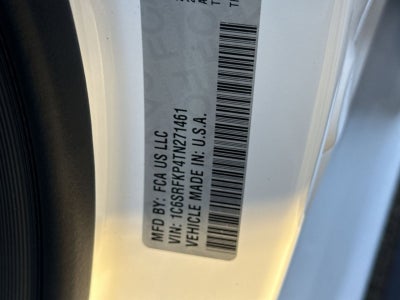 MFD BY: FCA US LLC
VIN: 1C6SRFKP4TN271461
VEHICLE MADE IN: U.S.A.